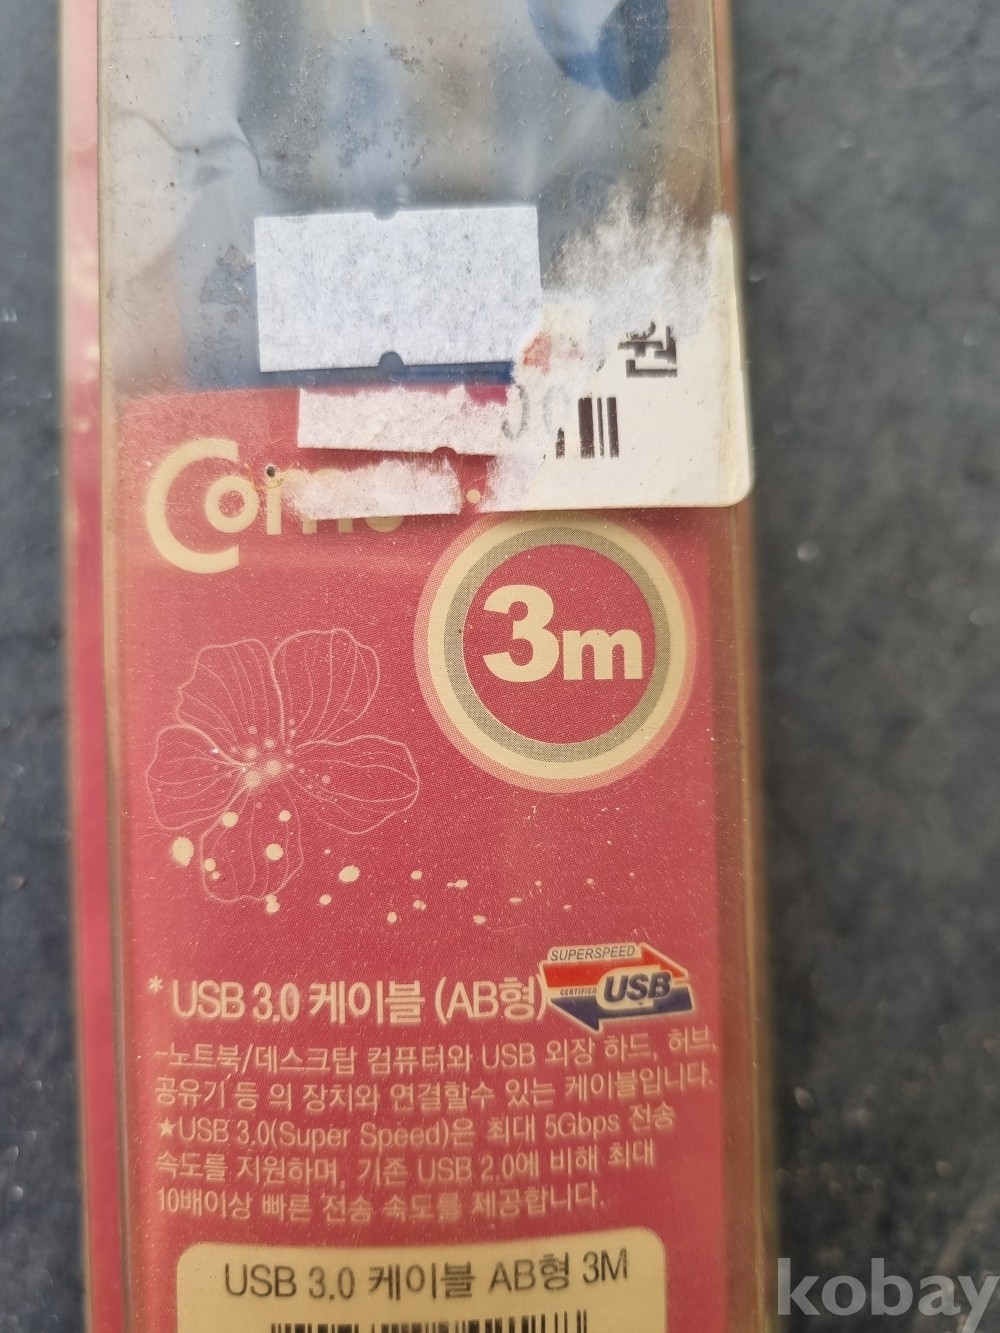 원
3m
SUPERSPEED
CERTIFIED USB
* USB 3.0 케이블 (AB형)
-노트북/데스크탑 컴퓨터와 USB 외장 하드, 허브,
공유기 등 의 장치와 연결할수 있는 케이블입니다.
★USB 3.0(Super Speed)은 최대 5Gbps 전송
속도를 지원하며, 기존 USB 2.0에 비해 최대
10배이상 빠른 전송 속도를 제공합니다.
USB 3.0 케이블 AB형 3M
kobay